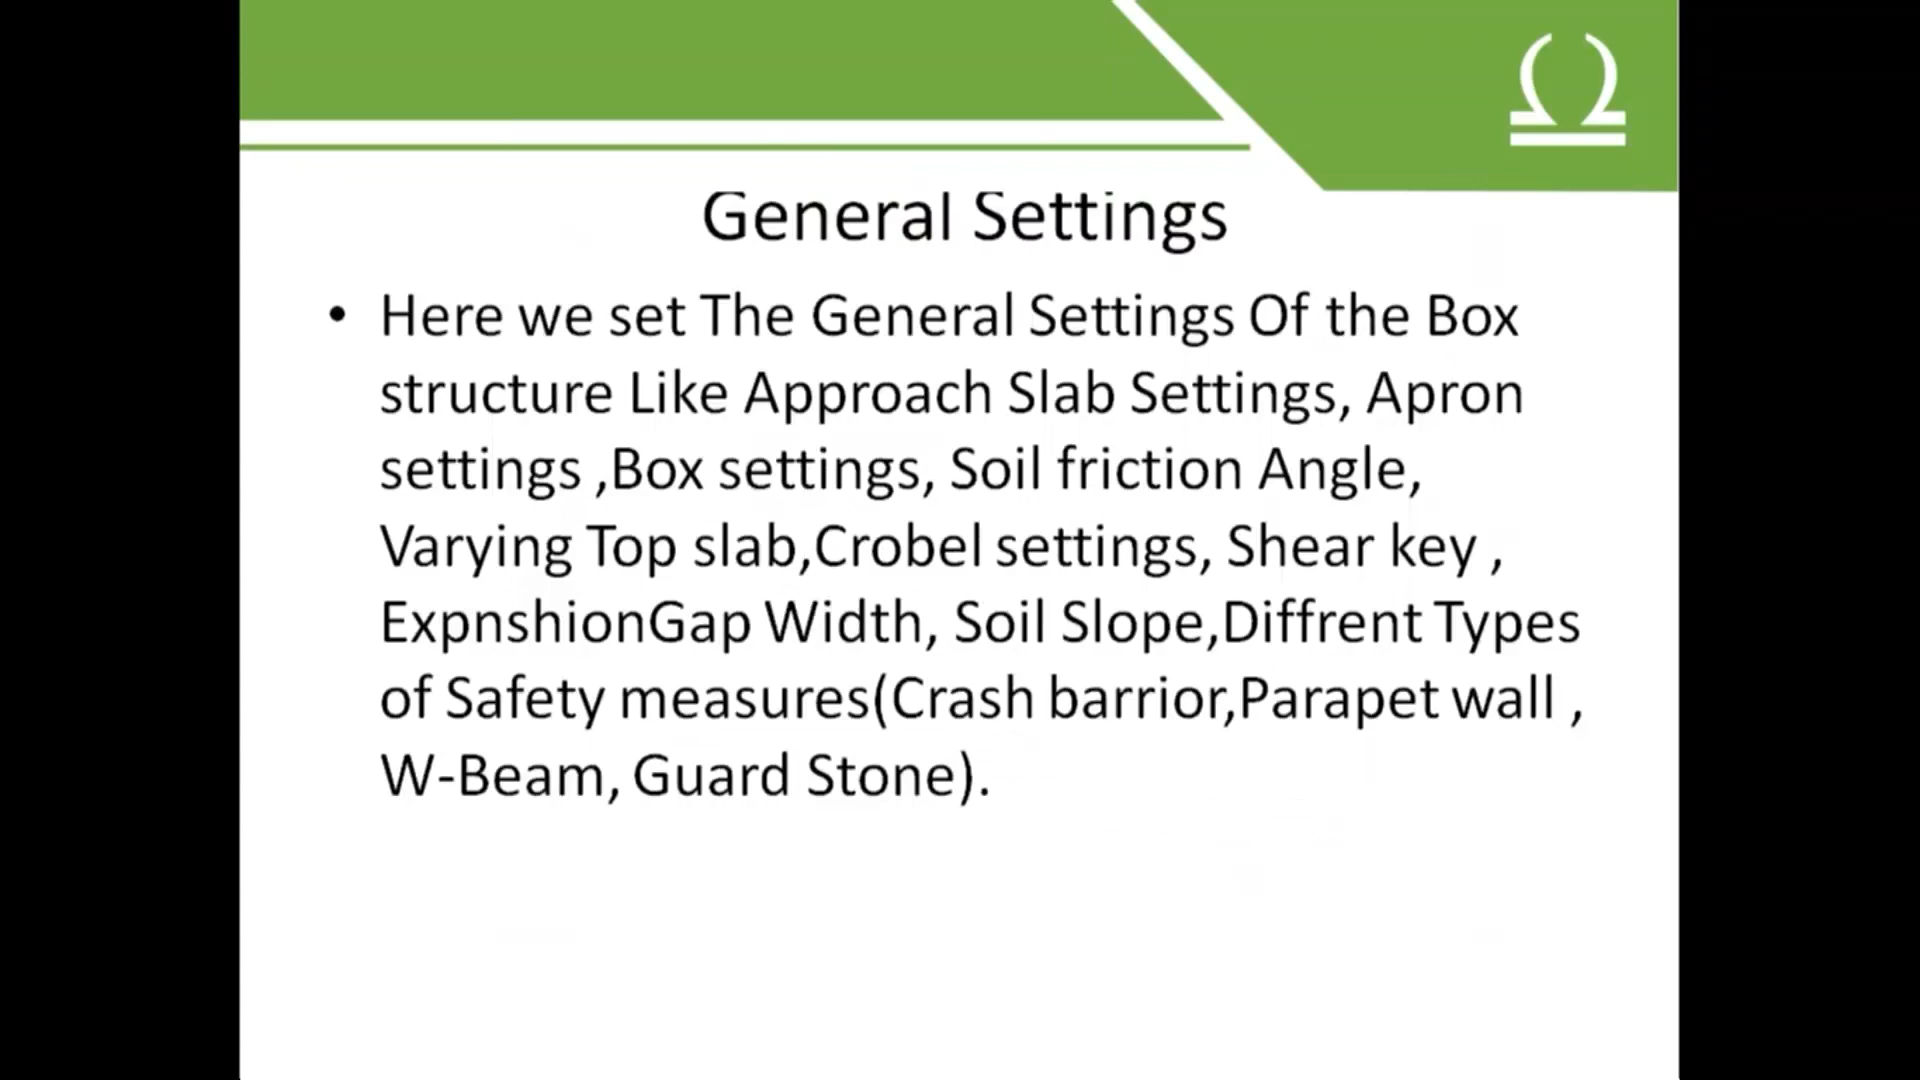 General Settings
• Here we set The General Settings Of the Box
structure Like Approach Slab Settings, Apron
settings ,Box settings, Soil friction Angle,
Varying Top slab,Crobel settings, Shear key ,
ExpnshionGap Width, Soil Slope,Diffrent Types
of Safety measures(Crash barrior,Parapet wall ,
W-Beam, Guard Stone).